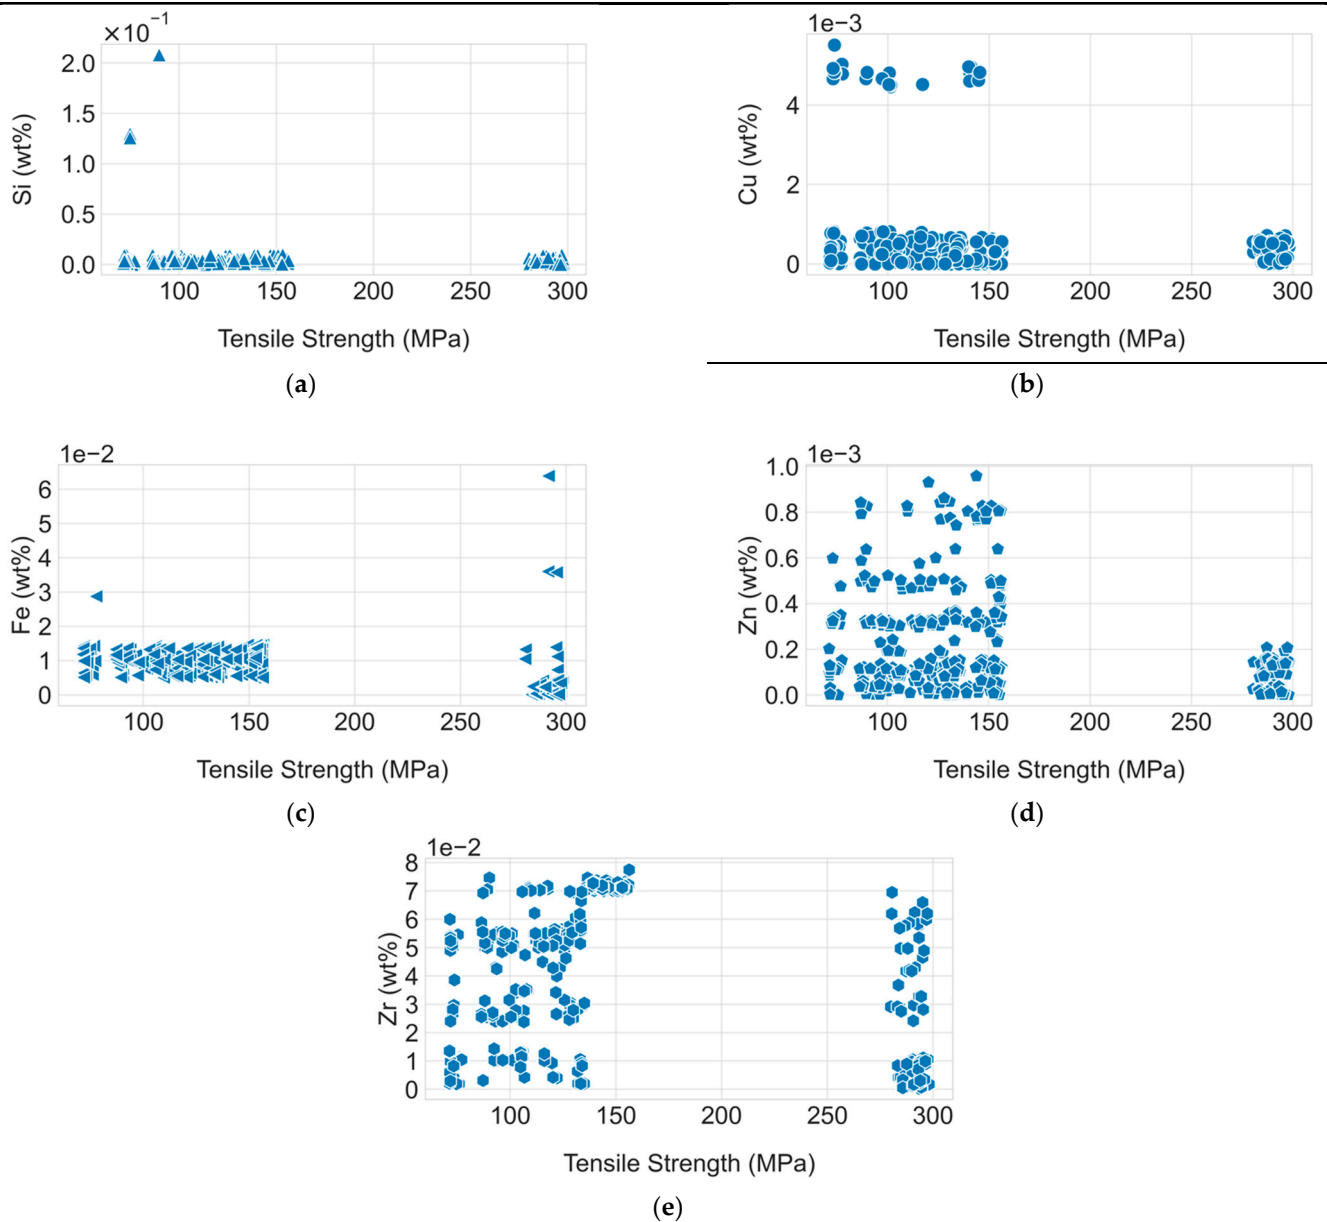 ×10⁻¹
2.0
1.5
1.0
0.5
0.0
Si (wt%)
100 150 200 250 300
Tensile Strength (MPa)
(a)
1e−3
4
2
0
Cu (wt%)
100 150 200 250 300
Tensile Strength (MPa)
(b)
1e−2
6
5
4
3
2
1
0
Fe (wt%)
100 150 200 250 300
Tensile Strength (MPa)
(c)
1e−3
1.0
0.8
0.6
0.4
0.2
0.0
Zn (wt%)
100 150 200 250 300
Tensile Strength (MPa)
(d)
1e−2
8
7
6
5
4
3
2
1
0
Zr (wt%)
100 150 200 250 300
Tensile Strength (MPa)
(e)